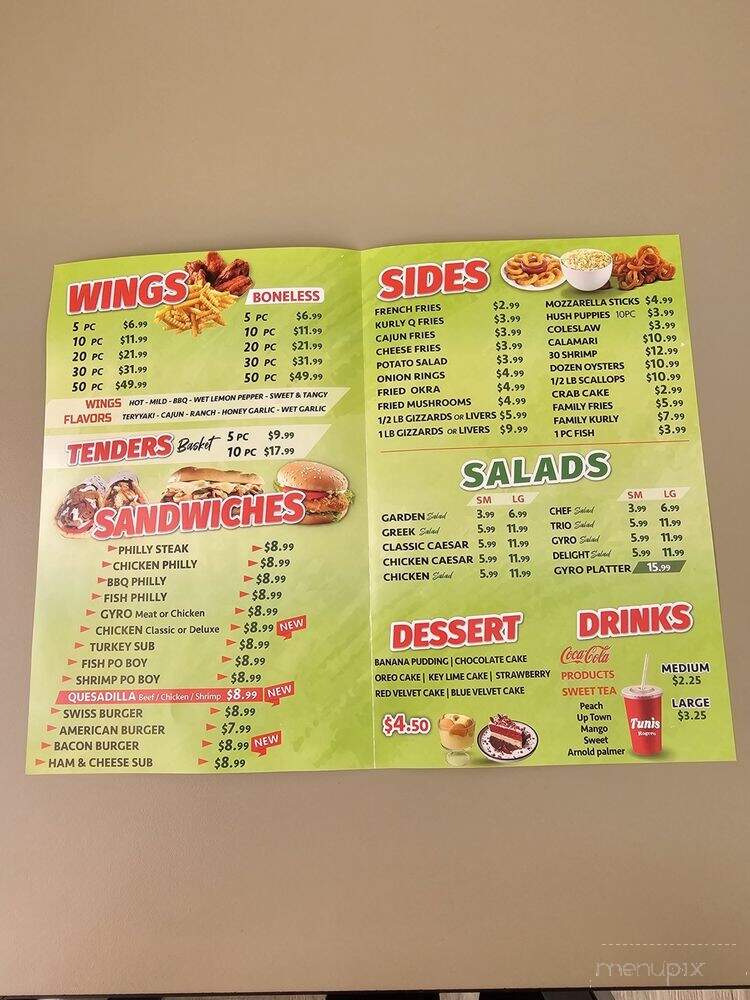 WINGS
BONELESS
5 PC $6.99
10 PC $11.99
20 PC $21.99
30 PC $31.99
50 PC $49.99
5 PC $6.99
10 PC $11.99
20 PC $21.99
30 PC $31.99
50 PC $49.99
WINGS FLAVORS
HOT - MILD - BBQ - WET LEMON PEPPER - SWEET & TANGY
TERYYAKI - CAJUN - RANCH - HONEY GARLIC - WET GARLIC
TENDERS Basket
5 PC $9.99
10 PC $17.99
SANDWICHES
PHILLY STEAK $8.99
CHICKEN PHILLY $8.99
BBQ PHILLY $8.99
FISH PHILLY $8.99
GYRO Meat or Chicken $8.99
CHICKEN Classic or Deluxe $8.99 NEW
TURKEY SUB $8.99
FISH PO BOY $8.99
SHRIMP PO BOY $8.99
QUESADILLA Beef / Chicken / Shrimp $8.99 NEW
SWISS BURGER $8.99
AMERICAN BURGER $7.99
BACON BURGER $8.99 NEW
HAM & CHEESE SUB $8.99
SIDES
FRENCH FRIES $2.99
KURLY Q FRIES $3.99
CAJUN FRIES $3.99
CHEESE FRIES $3.99
POTATO SALAD $3.99
ONION RINGS $4.99
FRIED OKRA $4.99
FRIED MUSHROOMS $4.99
1/2 LB GIZZARDS OR LIVERS $5.99
1 LB GIZZARDS OR LIVERS $9.99
MOZZARELLA STICKS $4.99
HUSH PUPPIES 10PC $3.99
COLESLAW $3.99
CALAMARI $10.99
30 SHRIMP $12.99
DOZEN OYSTERS $10.99
1/2 LB SCALLOPS $10.99
CRAB CAKE $2.99
FAMILY FRIES $5.99
FAMILY KURLY $7.99
1 PC FISH $3.99
SALADS
SM LG
GARDEN Salad 3.99 6.99
GREEK Salad 5.99 11.99
CLASSIC CAESAR 5.99 11.99
CHICKEN CAESAR 5.99 11.99
CHICKEN Salad 5.99 11.99
SM LG
CHEF Salad 3.99 6.99
TRIO Salad 5.99 11.99
GYRO Salad 5.99 11.99
DELIGHT Salad 5.99 11.99
GYRO PLATTER 15.99
DESSERT
BANANA PUDDING | CHOCOLATE CAKE
OREO CAKE | KEY LIME CAKE | STRAWBERRY
RED VELVET CAKE | BLUE VELVET CAKE
$4.50
DRINKS
Coca-Cola
PRODUCTS
SWEET TEA
Peach
Up Town
Mango
Sweet
Arnold palmer
MEDIUM
$2.25
LARGE
$3.25
Tunis
Rogers
menupix